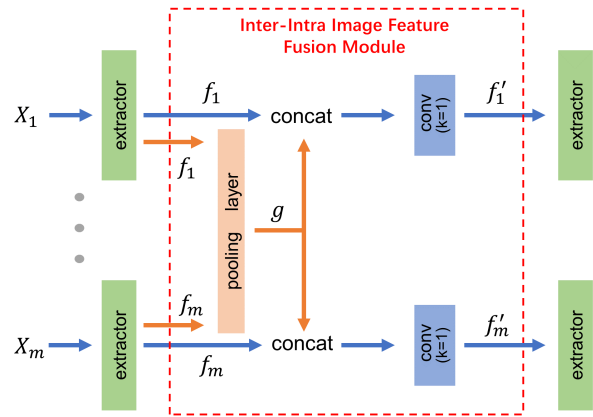 Inter-Intra Image Feature
Fusion Module
X₁
extractor
f₁
f₁
concat
conv
(k=1)
f₁′
extractor
pooling layer
g
Xₘ
extractor
fₘ
fₘ
concat
conv
(k=1)
fₘ′
extractor